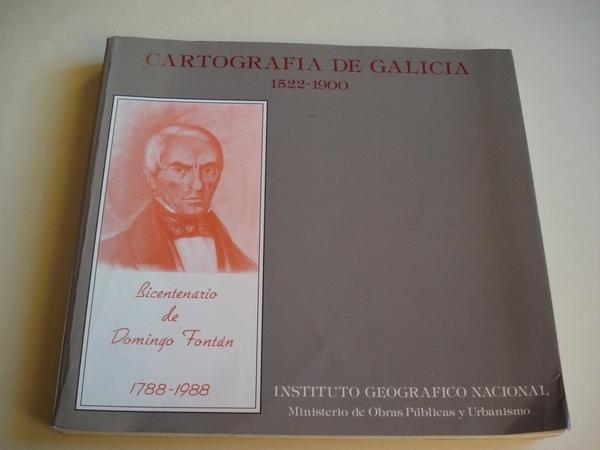 CARTOGRAFIA DE GALICIA
1522-1900
Bicentenario
de
Domingo Fontán
1788-1988
INSTITUTO GEOGRAFICO NACIONAL
Ministerio de Obras Públicas y Urbanismo